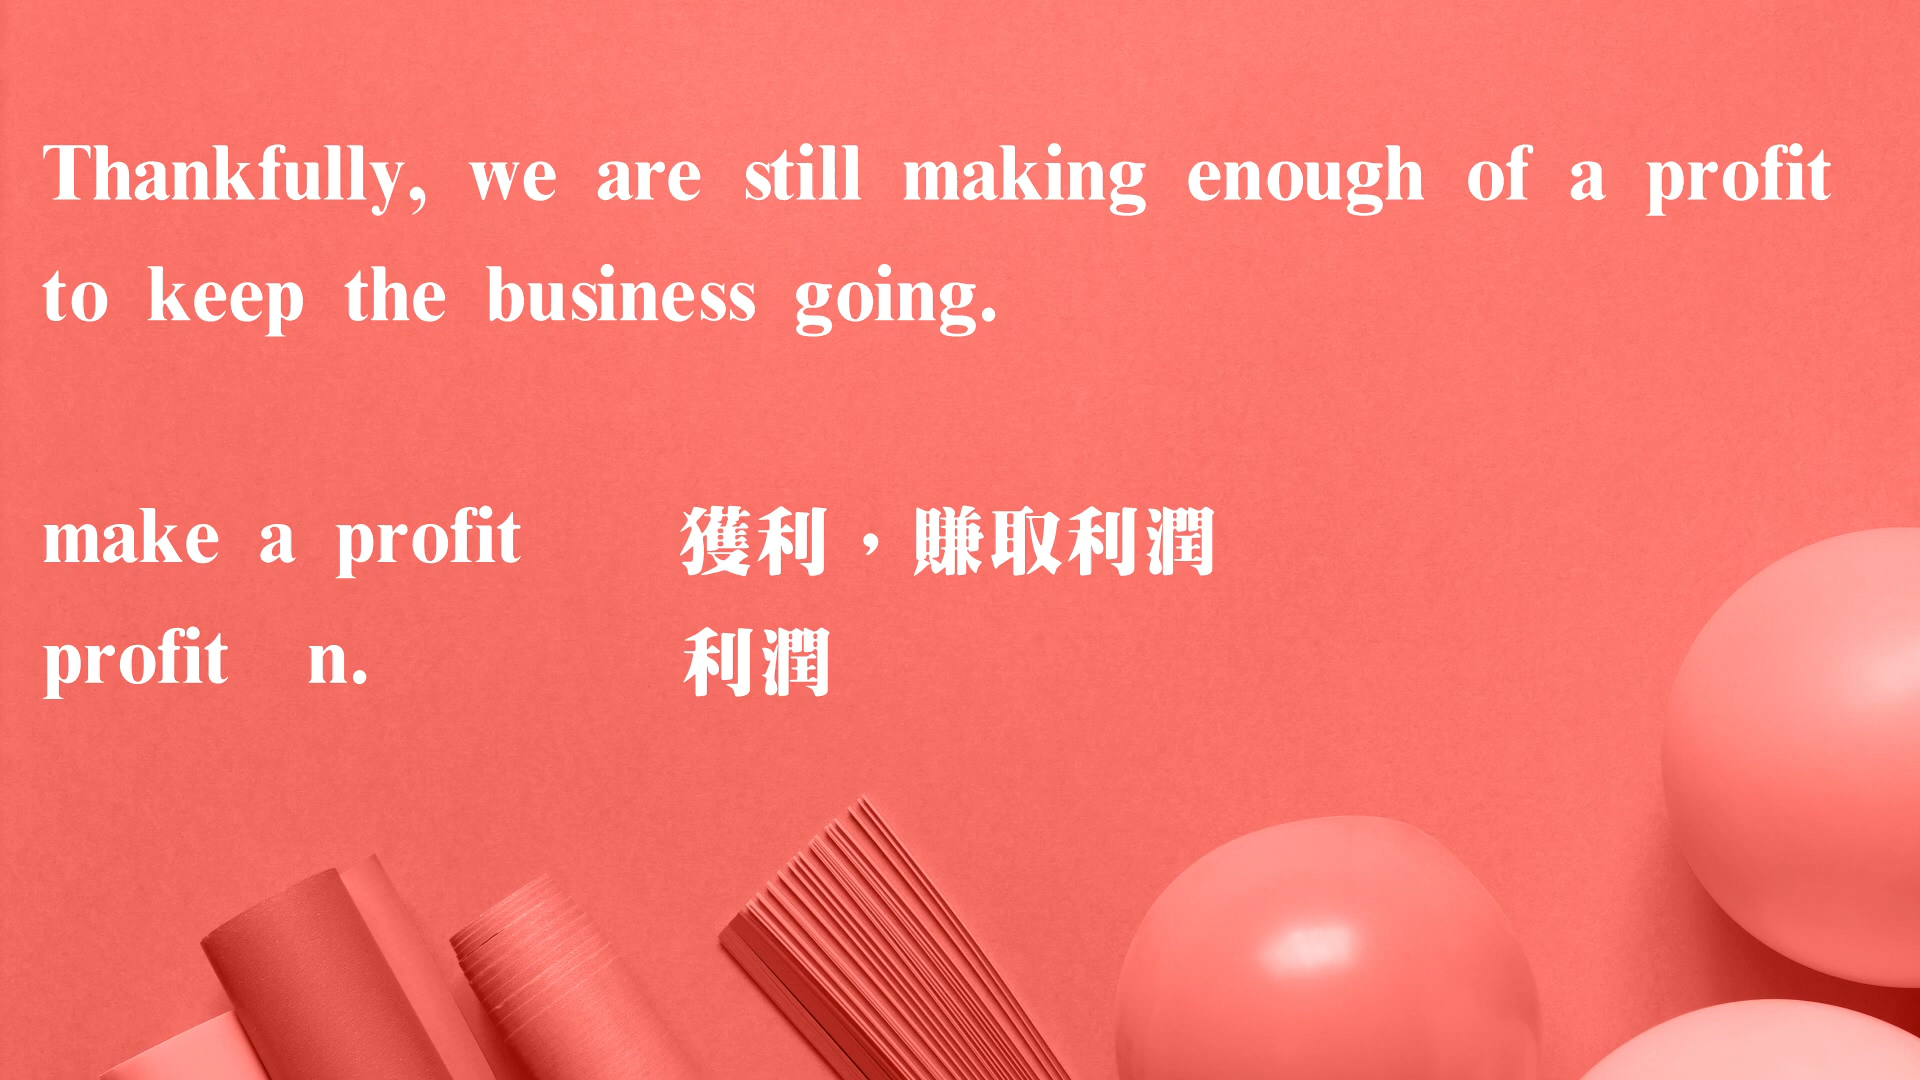 Thankfully, we are still making enough of a profit
to keep the business going.
make a profit 獲利，賺取利潤
profit n. 利潤